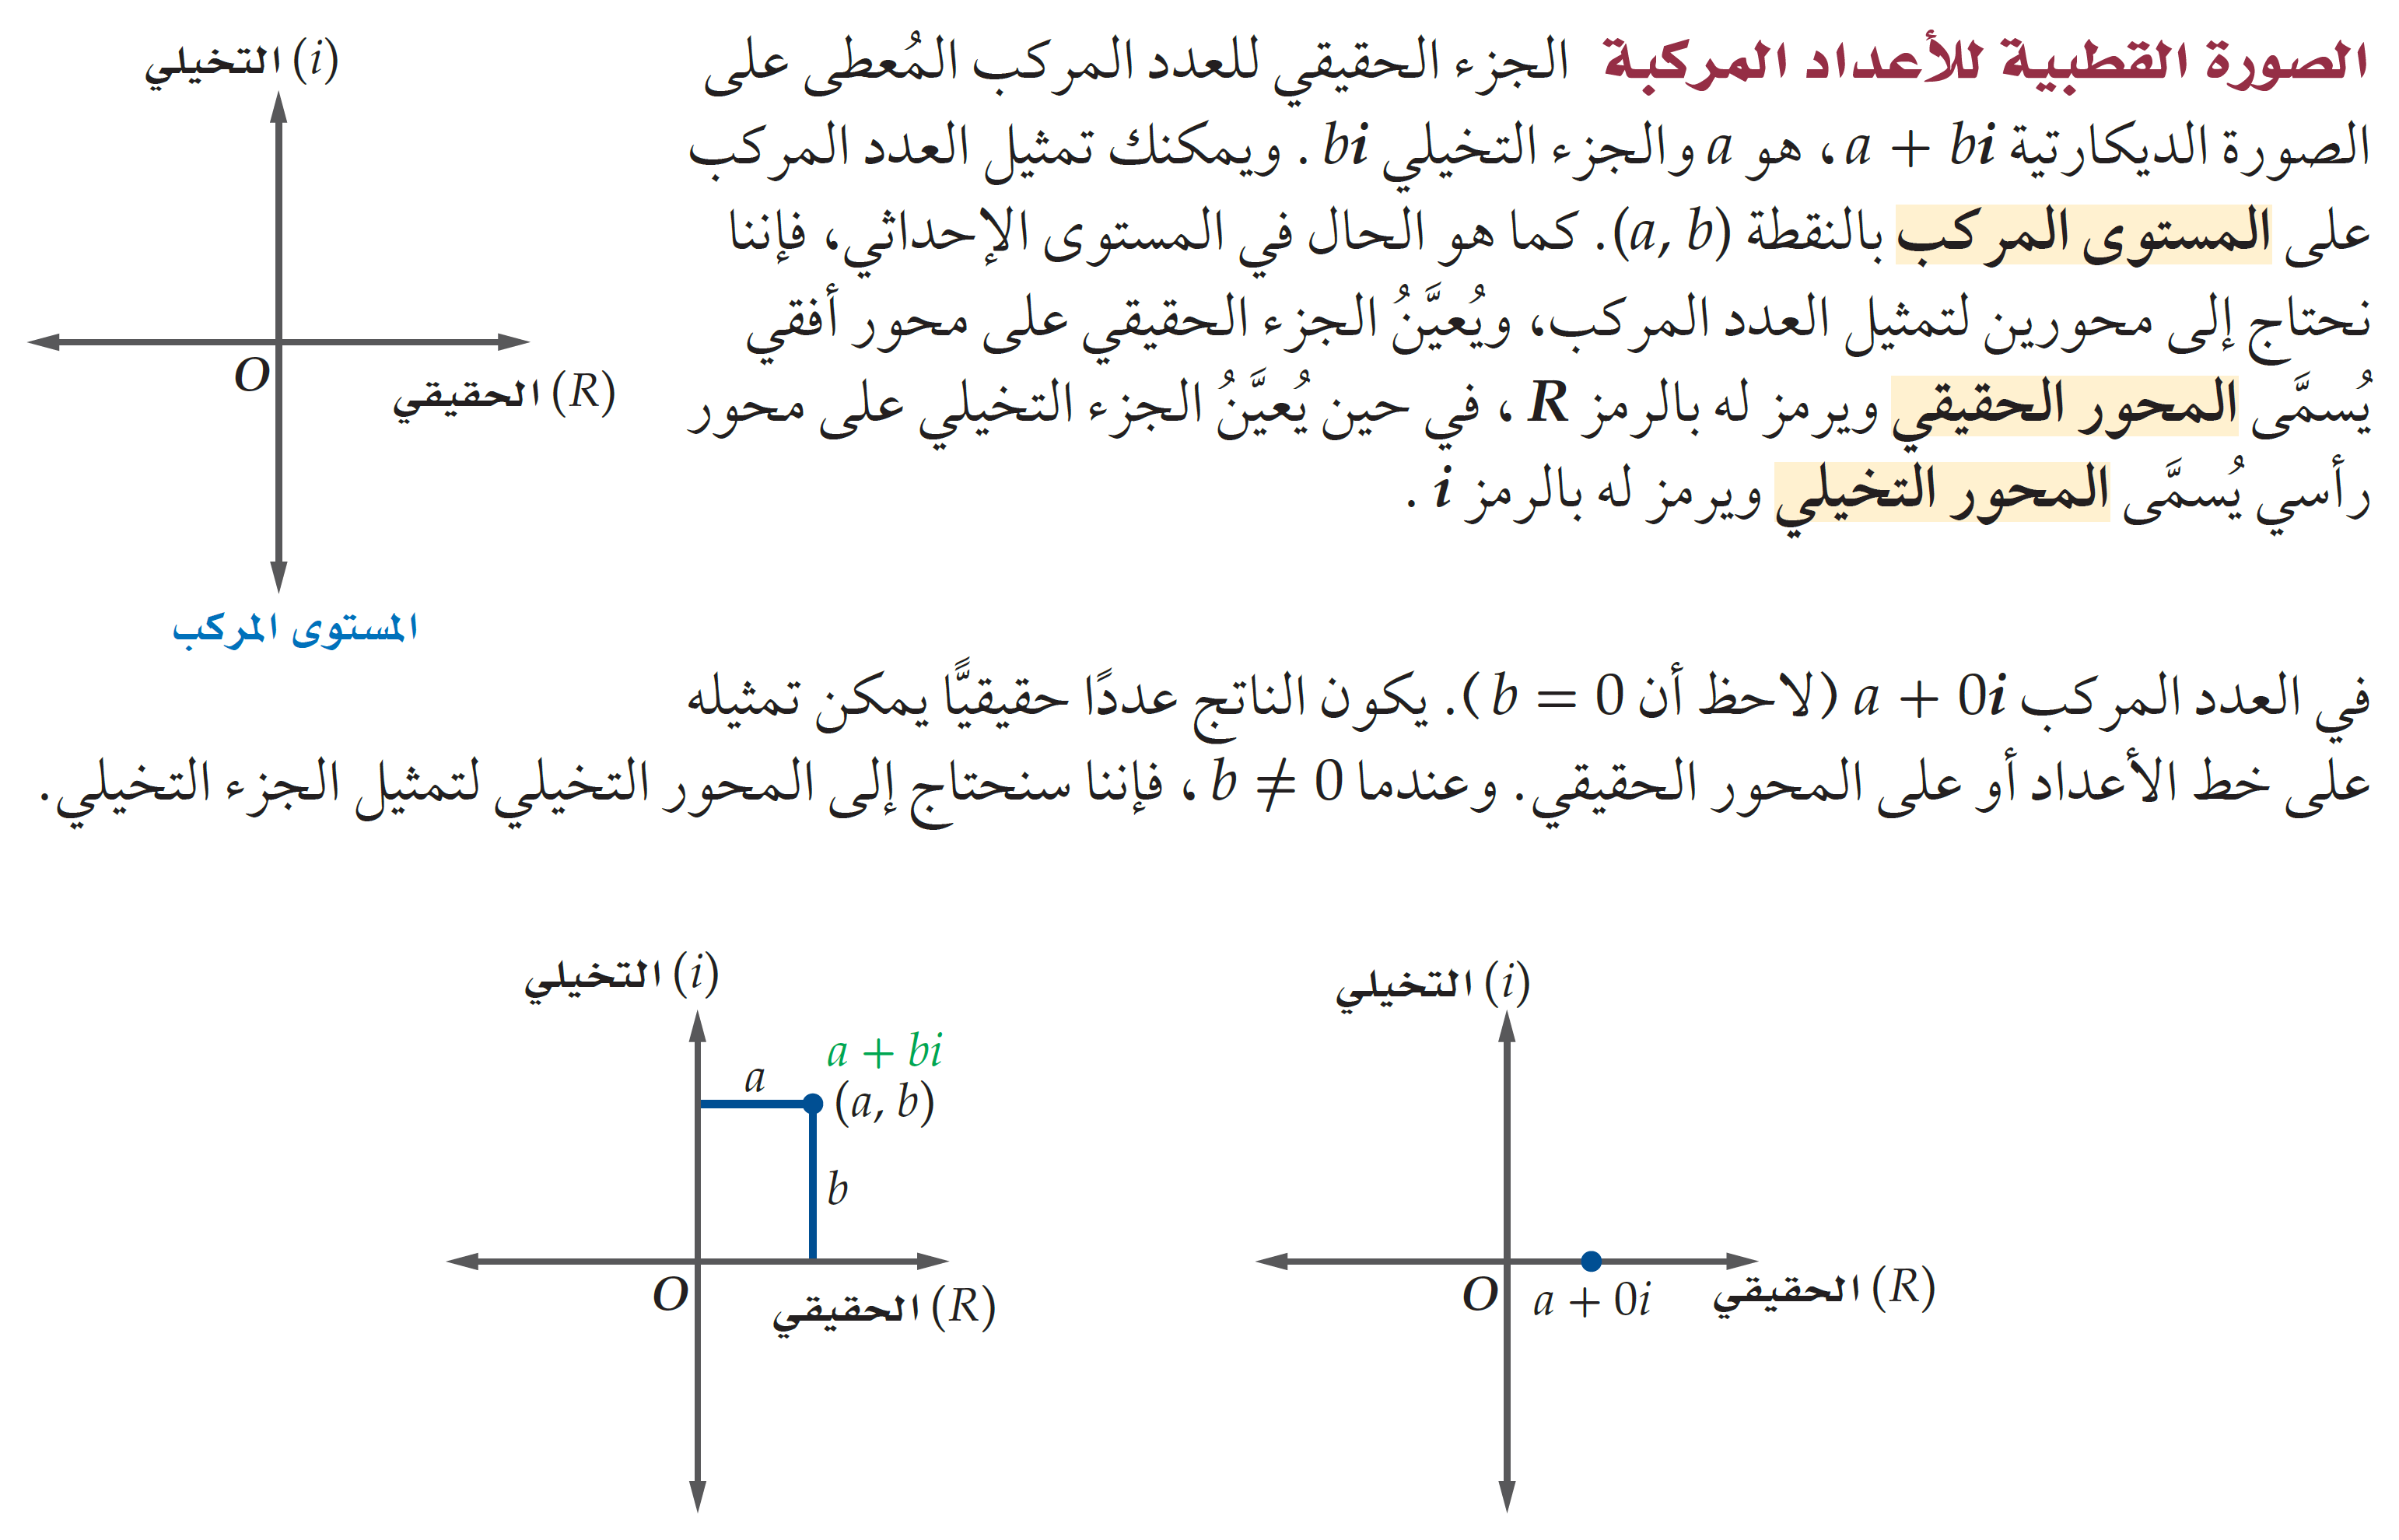 الصورة القطبية للأعداد المركبة الجزء الحقيقي للعدد المركب المُعطى على
الصورة الديكارتية a + bi، هو a والجزء التخيلي bi . ويمكنك تمثيل العدد المركب
على المستوى المركب بالنقطة (a, b). كما هو الحال في المستوى الإحداثي، فإننا
نحتاج إلى محورين لتمثيل العدد المركب، ويُعيَّنُ الجزء الحقيقي على محور أفقي
يُسمَّى المحور الحقيقي ويرمز له بالرمز R ، في حين يُعيَّنُ الجزء التخيلي على محور
رأسي يُسمَّى المحور التخيلي ويرمز له بالرمز i .
التخيلي (i)
O
الحقيقي (R)
المستوى المركب
في العدد المركب a + 0i (لاحظ أن b = 0 ). يكون الناتج عددًا حقيقيًّا يمكن تمثيله
على خط الأعداد أو على المحور الحقيقي. وعندما b ≠ 0 ، فإننا سنحتاج إلى المحور التخيلي لتمثيل الجزء التخيلي.
التخيلي (i)
O
a + 0i
الحقيقي (R)
التخيلي (i)
a + bi
a
(a, b)
b
O
الحقيقي (R)